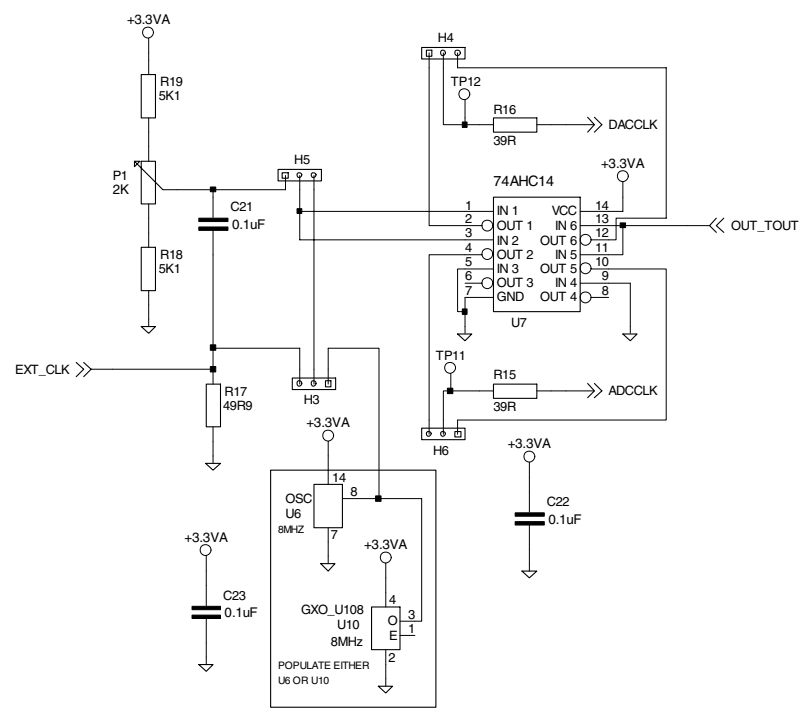 +3.3VA
R19
5K1
P1
2K
C21
0.1uF
R18
5K1
EXT_CLK
R17
49R9
H5
H3
H4
TP12
R16
39R
DACCLK
+3.3VA
74AHC14
1 IN 1 VCC 14
2 OUT 1 IN 6 13
3 IN 2 OUT 6 12
4 OUT 2 IN 5 11
5 IN 3 OUT 5 10
6 OUT 3 IN 4 9
7 GND OUT 4 8
U7
OUT_TOUT
TP11
R15
39R
ADCCLK
H6
+3.3VA
14
OSC
U6
8MHZ
8
7
+3.3VA
4
GXO_U108
U10
8MHz
O 3
E 1
2
POPULATE EITHER
U6 OR U10
+3.3VA
C22
0.1uF
+3.3VA
C23
0.1uF